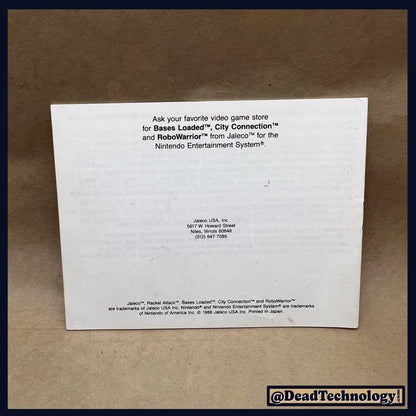 Ask your favorite video game store
for Bases Loaded™, City Connection™
and RoboWarrior™ from Jaleco™ for the
Nintendo Entertainment System®.
Jaleco USA, Inc.
5617 W. Howard Street
Niles, Illinois 60648
(312) 647-7085
Jaleco™, Racket Attack™, Bases Loaded™, City Connection™ and RoboWarrior™
are trademarks of Jaleco USA Inc. Nintendo® and Nintendo Entertainment System® are trademarks
of Nintendo of America Inc. © 1988 Jaleco USA Inc. Printed in Japan.
@DeadTechnology